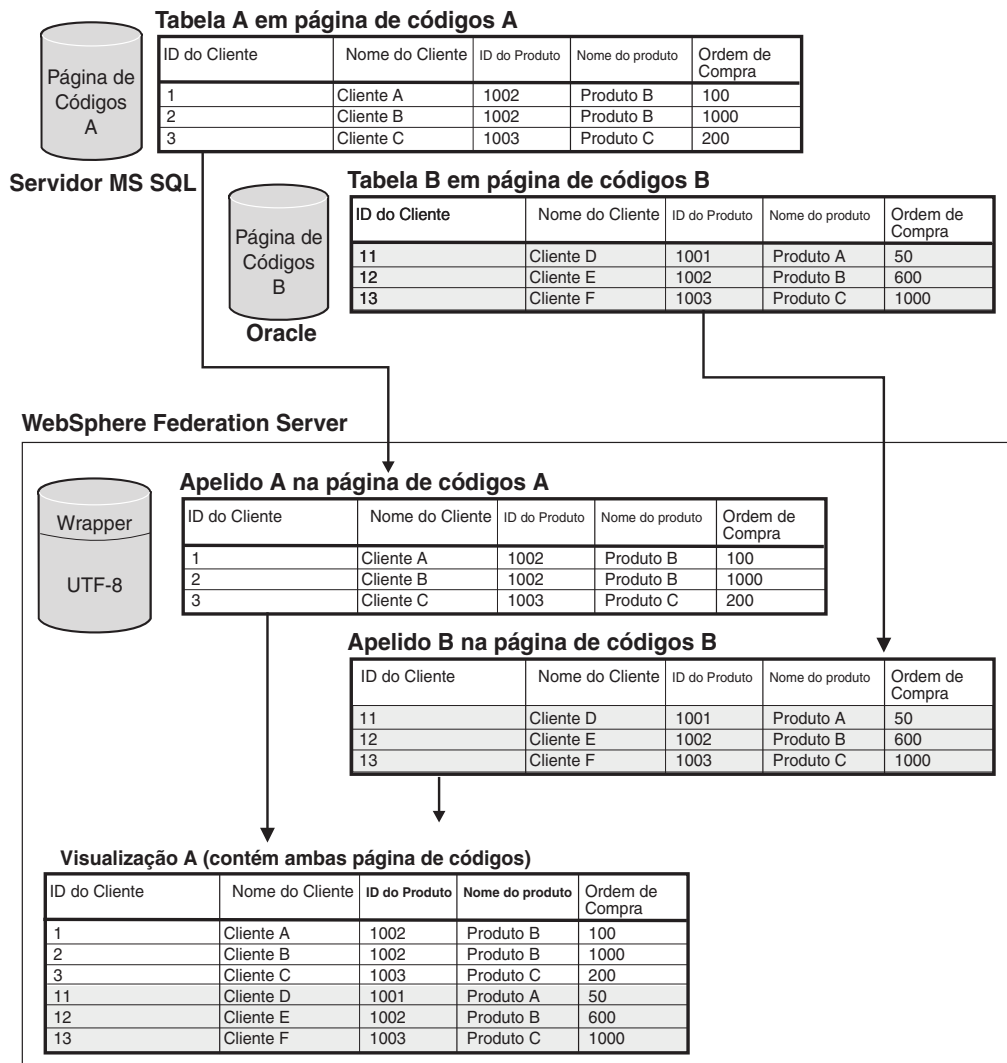 Tabela A em página de códigos A
Página de
Códigos
A
ID do Cliente Nome do Cliente ID do Produto Nome do produto Ordem de
Compra
1 Cliente A 1002 Produto B 100
2 Cliente B 1002 Produto B 1000
3 Cliente C 1003 Produto C 200
Servidor MS SQL
Tabela B em página de códigos B
Página de
Códigos
B
ID do Cliente Nome do Cliente ID do Produto Nome do produto Ordem de
Compra
11 Cliente D 1001 Produto A 50
12 Cliente E 1002 Produto B 600
13 Cliente F 1003 Produto C 1000
Oracle
WebSphere Federation Server
Wrapper
UTF-8
Apelido A na página de códigos A
ID do Cliente Nome do Cliente ID do Produto Nome do produto Ordem de
Compra
1 Cliente A 1002 Produto B 100
2 Cliente B 1002 Produto B 1000
3 Cliente C 1003 Produto C 200
Apelido B na página de códigos B
ID do Cliente Nome do Cliente ID do Produto Nome do produto Ordem de
Compra
11 Cliente D 1001 Produto A 50
12 Cliente E 1002 Produto B 600
13 Cliente F 1003 Produto C 1000
Visualização A (contém ambas página de códigos)
ID do Cliente Nome do Cliente ID do Produto Nome do produto Ordem de
Compra
1 Cliente A 1002 Produto B 100
2 Cliente B 1002 Produto B 1000
3 Cliente C 1003 Produto C 200
11 Cliente D 1001 Produto A 50
12 Cliente E 1002 Produto B 600
13 Cliente F 1003 Produto C 1000